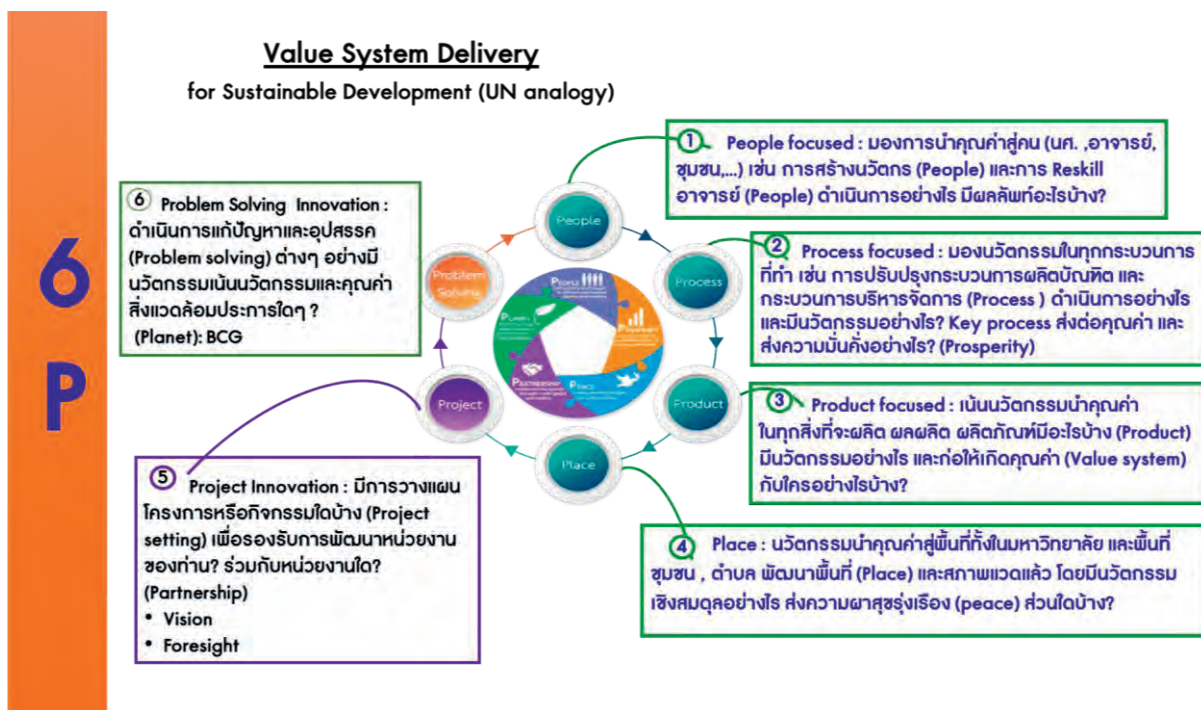 6
P
Value System Delivery
for Sustainable Development (UN analogy)
① People focused : มองการนำคุณค่าสู่คน (นศ. ,อาจารย์,
ชุมชน,...) เช่น การสร้างนวัตกร (People) และการ Reskill
อาจารย์ (People) ดำเนินการอย่างไร มีผลลัพท์อะไรบ้าง?
② Process focused : มองนวัตกรรมในทุกกระบวนการ
ที่ทำ เช่น การปรับปรุงกระบวนการผลิตบัณฑิต และ
กระบวนการบริหารจัดการ (Process ) ดำเนินการอย่างไร
และมีนวัตกรรมอย่างไร? Key process ส่งต่อคุณค่า และ
ส่งความมั่นคงอย่างไร? (Prosperity)
③ Product focused : เน้นนวัตกรรมนำคุณค่า
ในทุกสิ่งที่จะผลิต ผลผลิต ผลิตภัณฑ์มีอะไรบ้าง (Product)
มีนวัตกรรมอย่างไร และก่อให้เกิดคุณค่า (Value system)
กับใครอย่างไรบ้าง?
④ Place : นวัตกรรมนำคุณค่าสู่พื้นที่ทั้งในมหาวิทยาลัย และพื้นที่
ชุมชน , ตำบล พัฒนาพื้นที่ (Place) และสภาพแวดแล้ว โดยมีนวัตกรรม
เชิงสมดุลอย่างไร ส่งความผาสุขรุ่งเรือง (peace) ส่วนใดบ้าง?
⑤ Project Innovation : มีการวางแผน
โครงการหรือกิจกรรมใดบ้าง (Project
setting) เพื่อรองรับการพัฒนาหน่วยงาน
ของท่าน? ร่วมกับหน่วยงานใด?
(Partnership)
• Vision
• Foresight
⑥ Problem Solving Innovation :
ดำเนินการแก้ปัญหาและอุปสรรค
(Problem solving) ต่างๆ อย่างมี
นวัตกรรมเน้นนวัตกรรมและคุณค่า
สิ่งแวดล้อมประการใดๆ ?
(Planet): BCG
People
Process
Product
Place
Project
Problem
Solving
PEOPLE
PROSPERITY
PEACE
PARTNERSHIP
PLANET